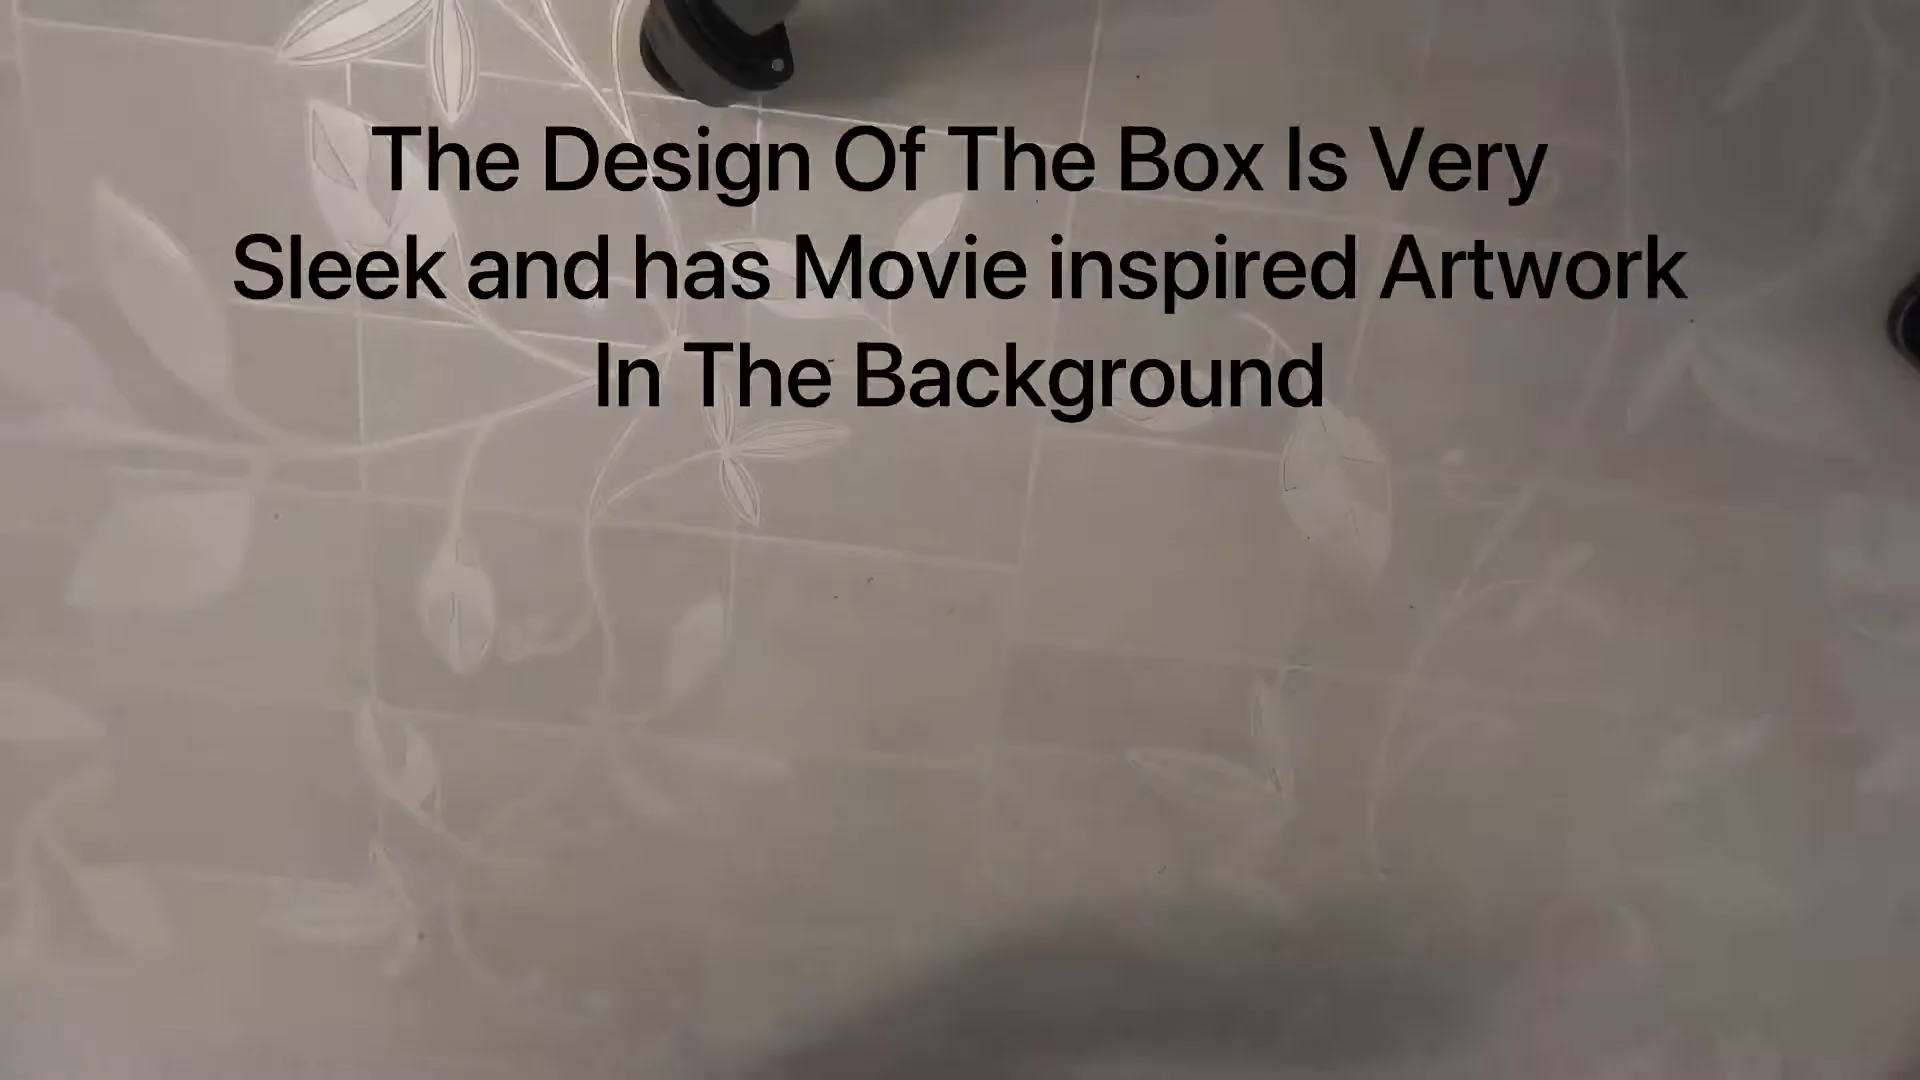 The Design Of The Box Is Very
Sleek and has Movie inspired Artwork
In The Background